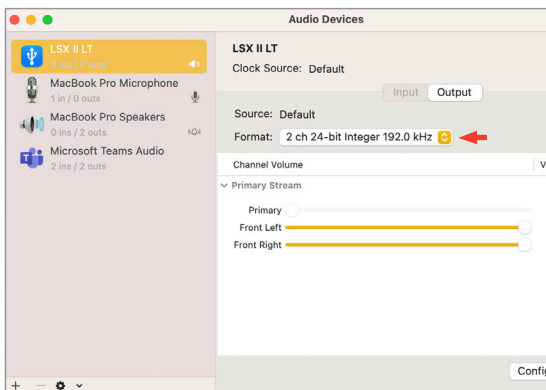 Audio Devices
LSX II LT
0 ins / 2 outs
MacBook Pro Microphone
1 in / 0 outs
MacBook Pro Speakers
0 ins / 2 outs
Microsoft Teams Audio
2 ins / 2 outs
LSX II LT
Clock Source: Default
Input Output
Source: Default
Format: 2 ch 24-bit Integer 192.0 kHz
Channel Volume V
Primary Stream
Primary
Front Left
Front Right
Config